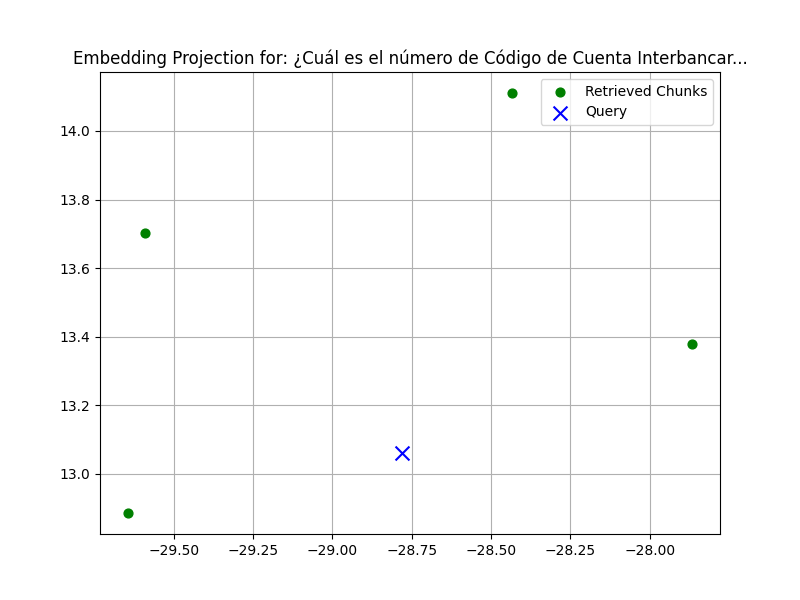 Embedding Projection for: ¿Cuál es el número de Código de Cuenta Interbancar...
Retrieved Chunks
Query
14.0
13.8
13.6
13.4
13.2
13.0
−29.50 −29.25 −29.00 −28.75 −28.50 −28.25 −28.00